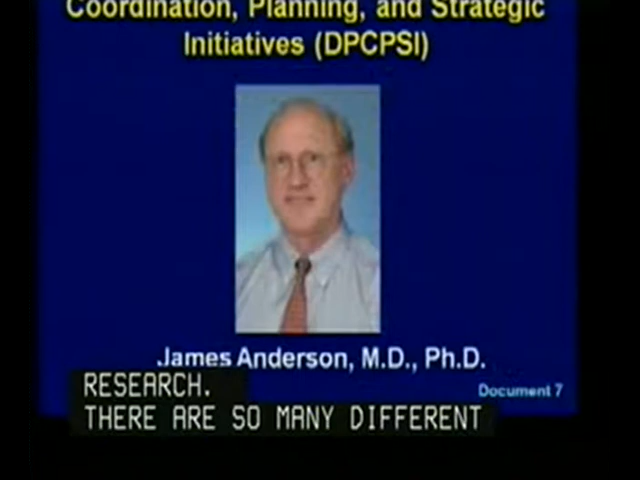 Coordination, Planning, and Strategic
Initiatives (DPCPSI)
James Anderson, M.D., Ph.D.
Document 7
RESEARCH.
THERE ARE SO MANY DIFFERENT